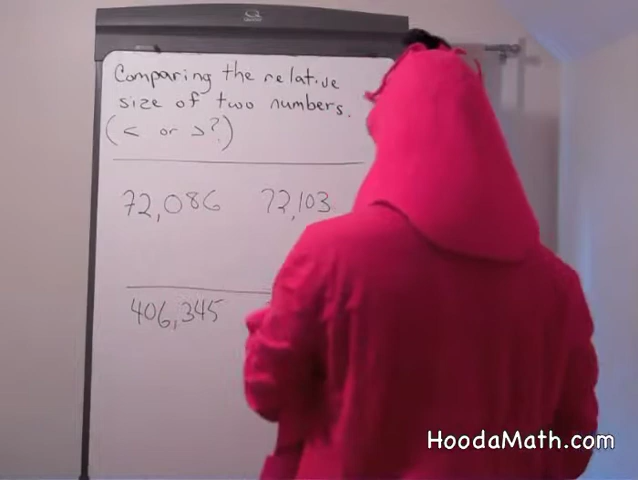 Comparing the relative
size of two numbers.
(< or >?)
72,086 72,103
406,345
HoodaMath.com